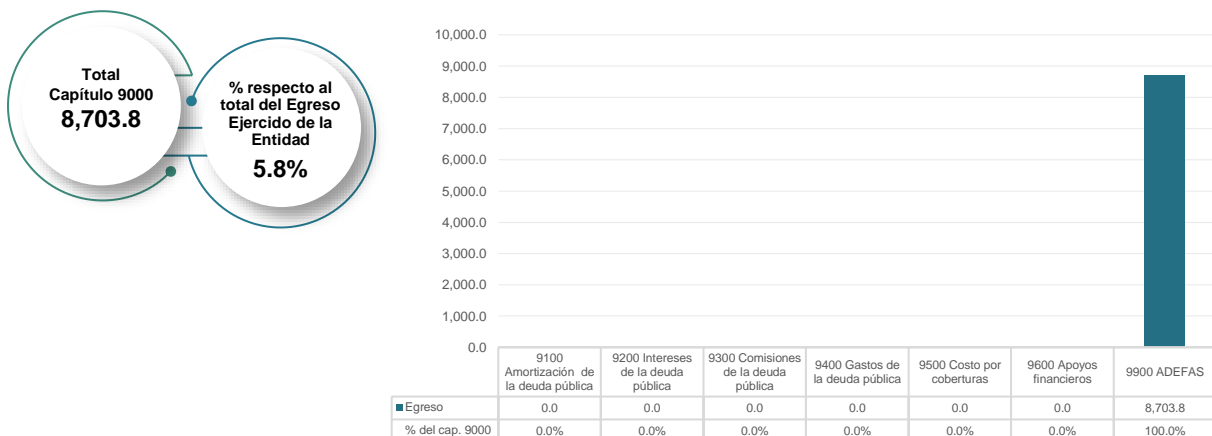 Total
Capítulo 9000
8,703.8
% respecto al
total del Egreso
Ejercido de la
Entidad
5.8%
10,000.0
9,000.0
8,000.0
7,000.0
6,000.0
5,000.0
4,000.0
3,000.0
2,000.0
1,000.0
0.0
9100
Amortización de
la deuda pública
9200 Intereses
de la deuda
pública
9300 Comisiones
de la deuda
pública
9400 Gastos de
la deuda pública
9500 Costo por
coberturas
9600 Apoyos
financieros
9900 ADEFAS
Egreso 0.0 0.0 0.0 0.0 0.0 0.0 8,703.8
% del cap. 9000 0.0% 0.0% 0.0% 0.0% 0.0% 0.0% 100.0%